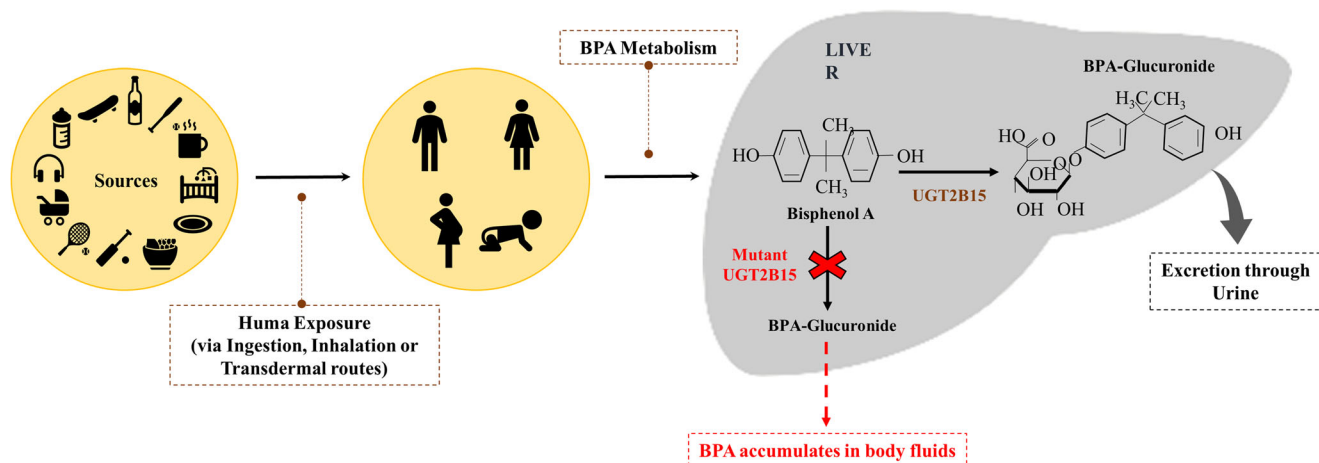 Sources
Huma Exposure
(via Ingestion, Inhalation or
Transdermal routes)
BPA Metabolism
LIVE
R
HO
CH₃
CH₃
OH
Bisphenol A
UGT2B15
BPA-Glucuronide
H₃C
CH₃
HO
O
O
O
OH
OH
OH
OH
Mutant
UGT2B15
BPA-Glucuronide
BPA accumulates in body fluids
Excretion through
Urine